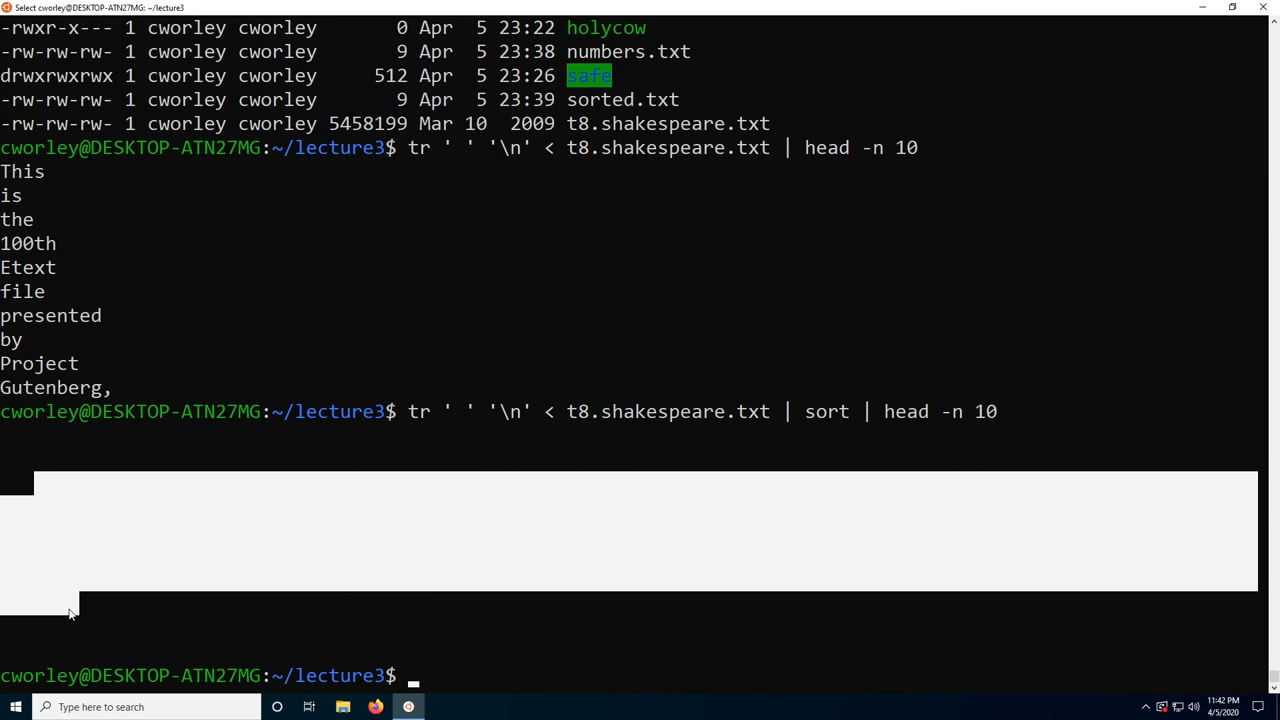 Select cworley@DESKTOP-ATN27MG: ~/lecture3
-rwxr-x--- 1 cworley cworley       0 Apr  5 23:22 holycow
-rw-rw-rw- 1 cworley cworley       9 Apr  5 23:38 numbers.txt
drwxrwxrwx 1 cworley cworley     512 Apr  5 23:26 safe
-rw-rw-rw- 1 cworley cworley       9 Apr  5 23:39 sorted.txt
-rw-rw-rw- 1 cworley cworley 5458199 Mar 10  2009 t8.shakespeare.txt
cworley@DESKTOP-ATN27MG:~/lecture3$ tr ' ' '\n' < t8.shakespeare.txt | head -n 10
This
is
the
100th
Etext
file
presented
by
Project
Gutenberg,
cworley@DESKTOP-ATN27MG:~/lecture3$ tr ' ' '\n' < t8.shakespeare.txt | sort | head -n 10
cworley@DESKTOP-ATN27MG:~/lecture3$
Type here to search
11:42 PM
4/5/2020